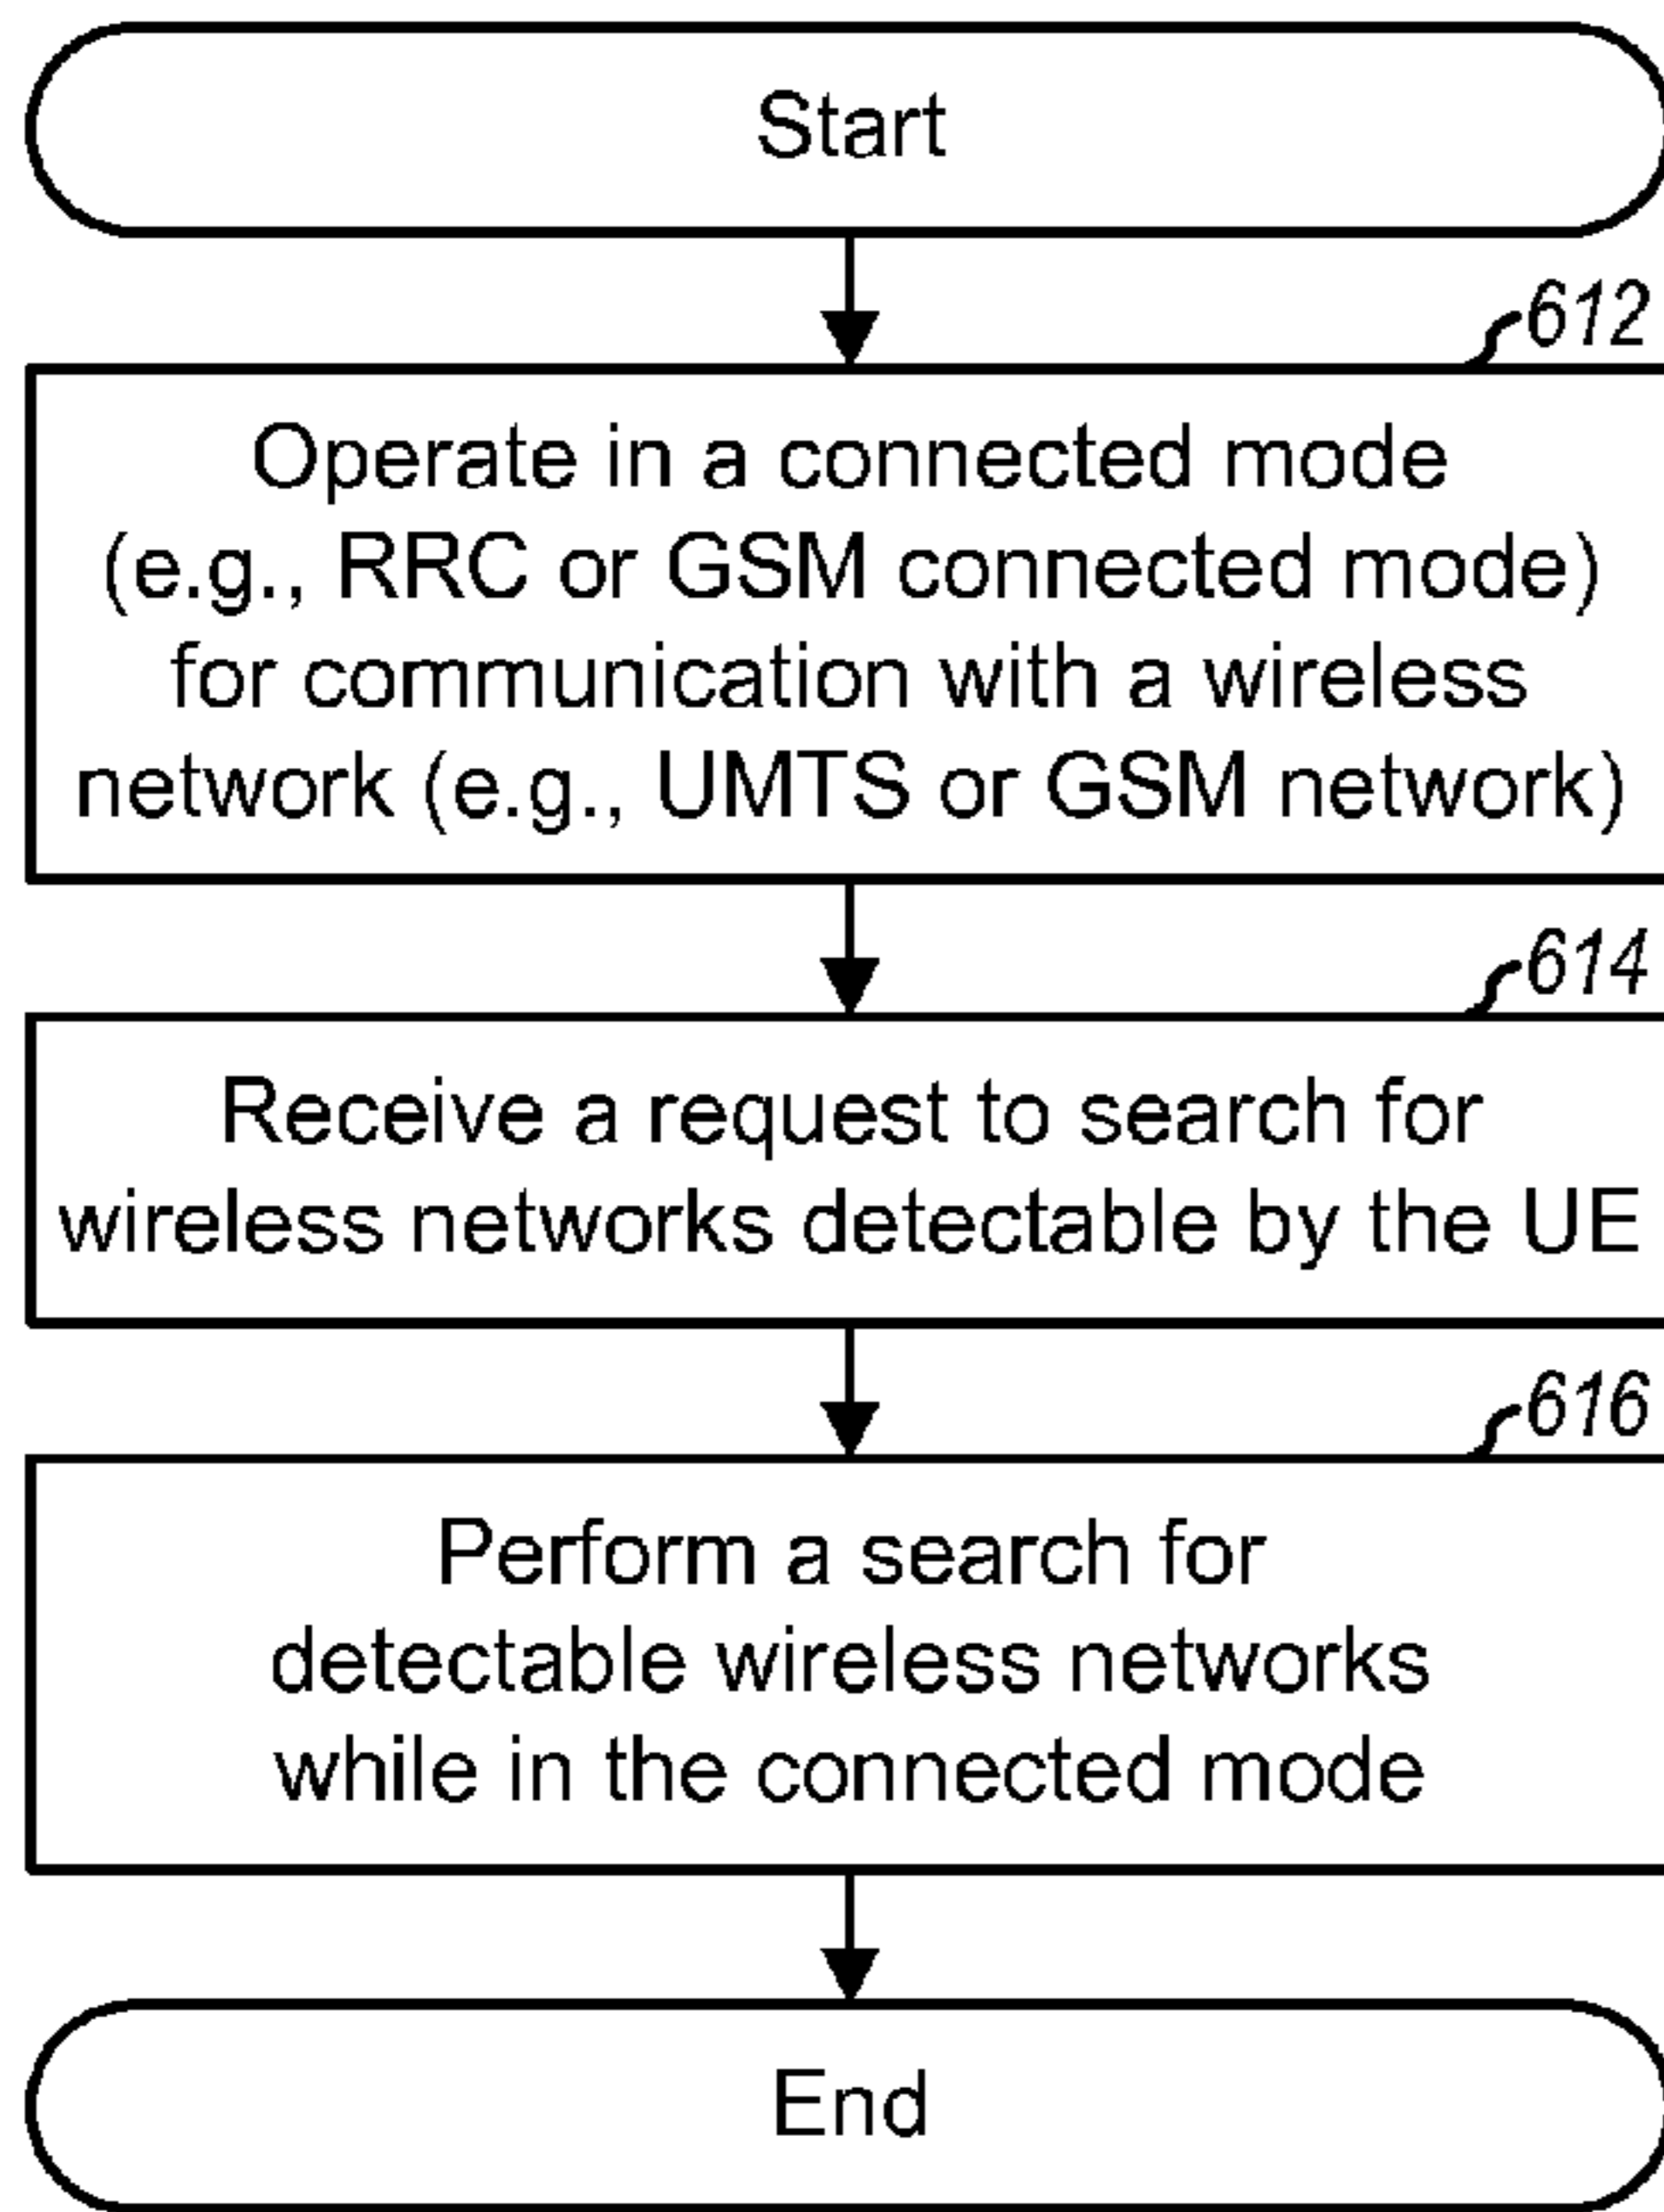 Start
612
Operate in a connected mode
(e.g., RRC or GSM connected mode)
for communication with a wireless
network (e.g., UMTS or GSM network)
614
Receive a request to search for
wireless networks detectable by the UE
616
Perform a search for
detectable wireless networks
while in the connected mode
End